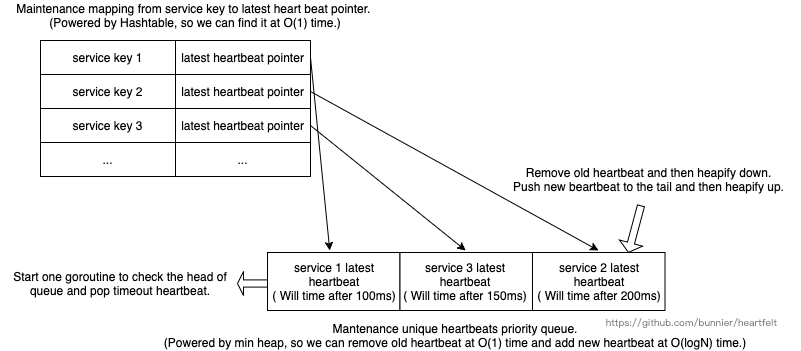 Maintenance mapping from service key to latest heart beat pointer.
(Powered by Hashtable, so we can find it at O(1) time.)
service key 1
latest heartbeat pointer
service key 2
latest heartbeat pointer
service key 3
latest heartbeat pointer
...
...
Remove old heartbeat and then heapify down.
Push new beartbeat to the tail and then heapify up.
Start one goroutine to check the head of
queue and pop timeout heartbeat.
service 1 latest
heartbeat
( Will time after 100ms)
service 3 latest
heartbeat
( Will time after 150ms)
service 2 latest
heartbeat
( Will time after 200ms)
https://github.com/bunnier/heartfelt
Mantenance unique heartbeats priority queue.
(Powered by min heap, so we can remove old heartbeat at O(1) time and add new heartbeat at O(logN) time.)